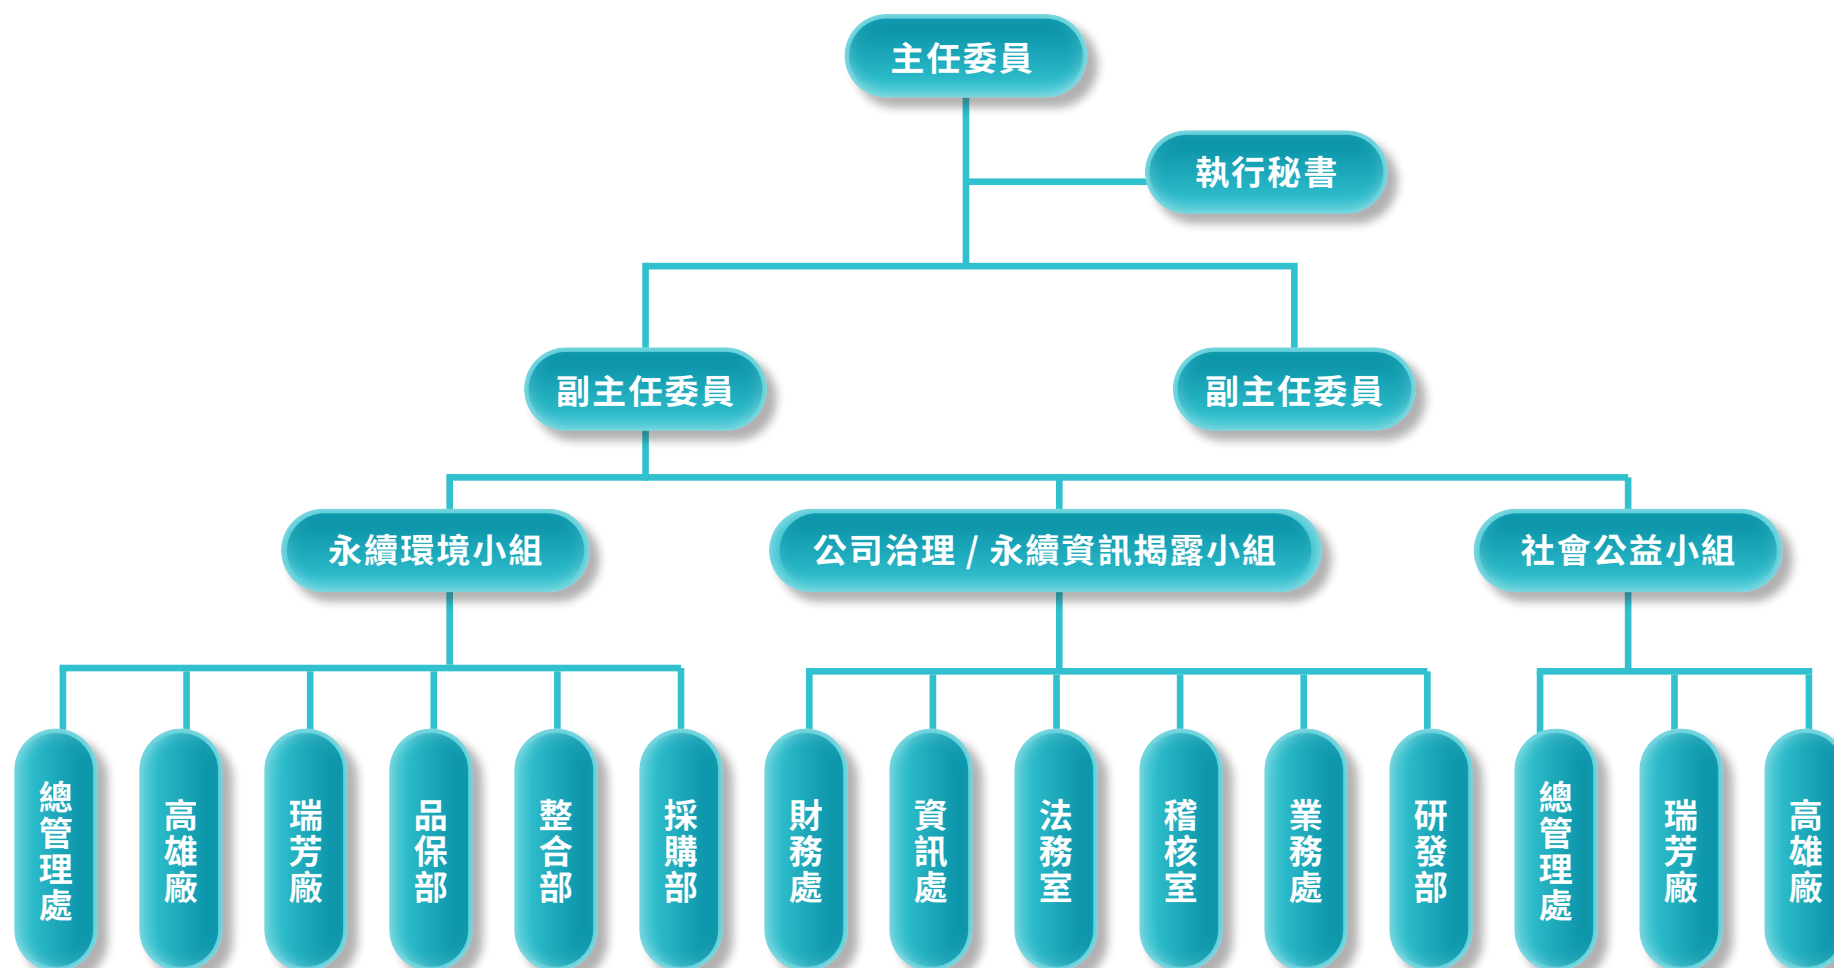 主任委員
執行秘書
副主任委員
副主任委員
永續環境小組
公司治理 / 永續資訊揭露小組
社會公益小組
總管理處
高雄廠
瑞芳廠
品保部
整合部
採購部
財務處
資訊處
法務室
稽核室
業務處
研發部
總管理處
瑞芳廠
高雄廠